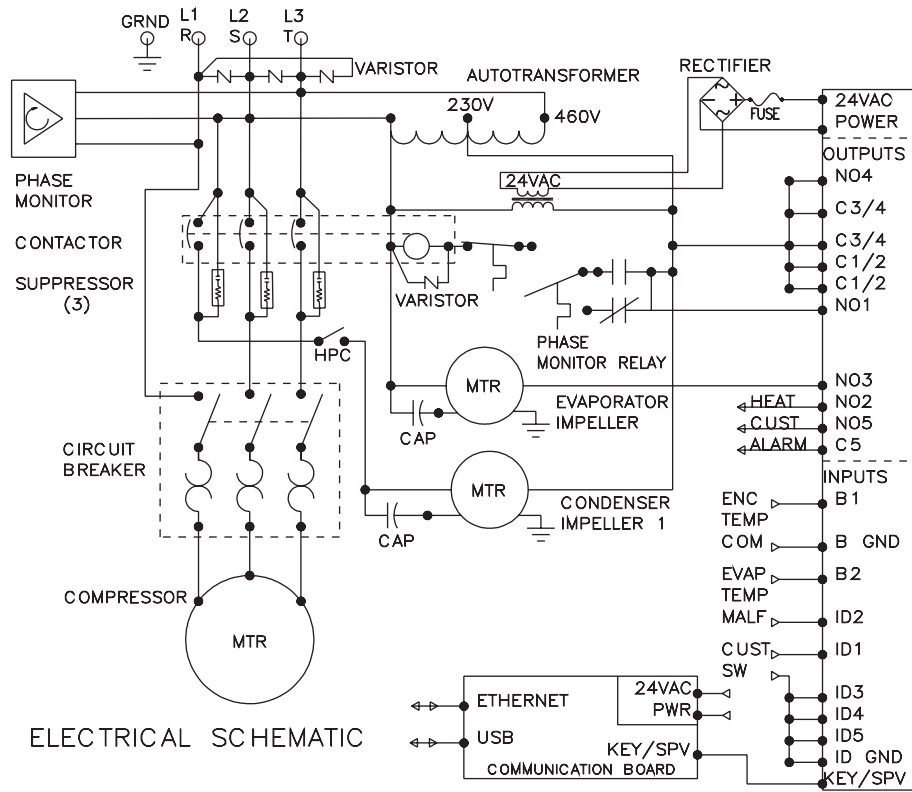 GRND
L1
R
L2
S
L3
T
VARISTOR
AUTOTRANSFORMER
230V
460V
RECTIFIER
FUSE
24VAC
POWER
OUTPUTS
NO4
C3/4
C3/4
C1/2
C1/2
NO1
24VAC
PHASE
MONITOR
CONTACTOR
SUPPRESSOR
(3)
VARISTOR
PHASE
MONITOR RELAY
HPC
MTR
EVAPORATOR
IMPELLER
CAP
NO3
HEAT
NO2
CUST
NO5
ALARM
C5
CIRCUIT
BREAKER
MTR
CONDENSER
IMPELLER 1
CAP
INPUTS
ENC
TEMP
B1
COM
B GND
EVAP
TEMP
B2
MALF
ID2
CUST
SW
ID1
ID3
ID4
ID5
ID GND
KEY/SPV
COMPRESSOR
MTR
ELECTRICAL SCHEMATIC
ETHERNET
USB
24VAC
PWR
KEY/SPV
COMMUNICATION BOARD